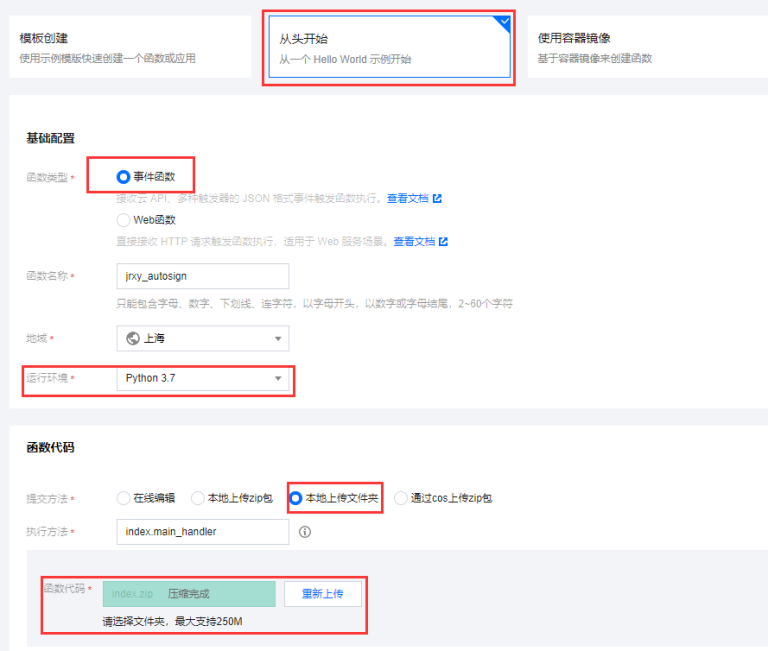 模板创建
使用示例模版快速创建一个函数或应用
从头开始
从一个 Hello World 示例开始
使用容器镜像
基于容器镜像来创建函数
基础配置
函数类型* 事件函数
接收云 API、多种触发器的 JSON 格式事件触发函数执行。查看文档
Web函数
直接接收 HTTP 请求触发函数执行，适用于 Web 服务场景。查看文档
函数名称* jrxy_autosign
只能包含字母、数字、下划线、连字符，以字母开头，以数字或字母结尾，2~60个字符
地域* 上海
运行环境* Python 3.7
函数代码
提交方法* 在线编辑 本地上传zip包 本地上传文件夹 通过cos上传zip包
执行方法* index.main_handler
函数代码* index.zip 压缩完成 重新上传
请选择文件夹，最大支持250M